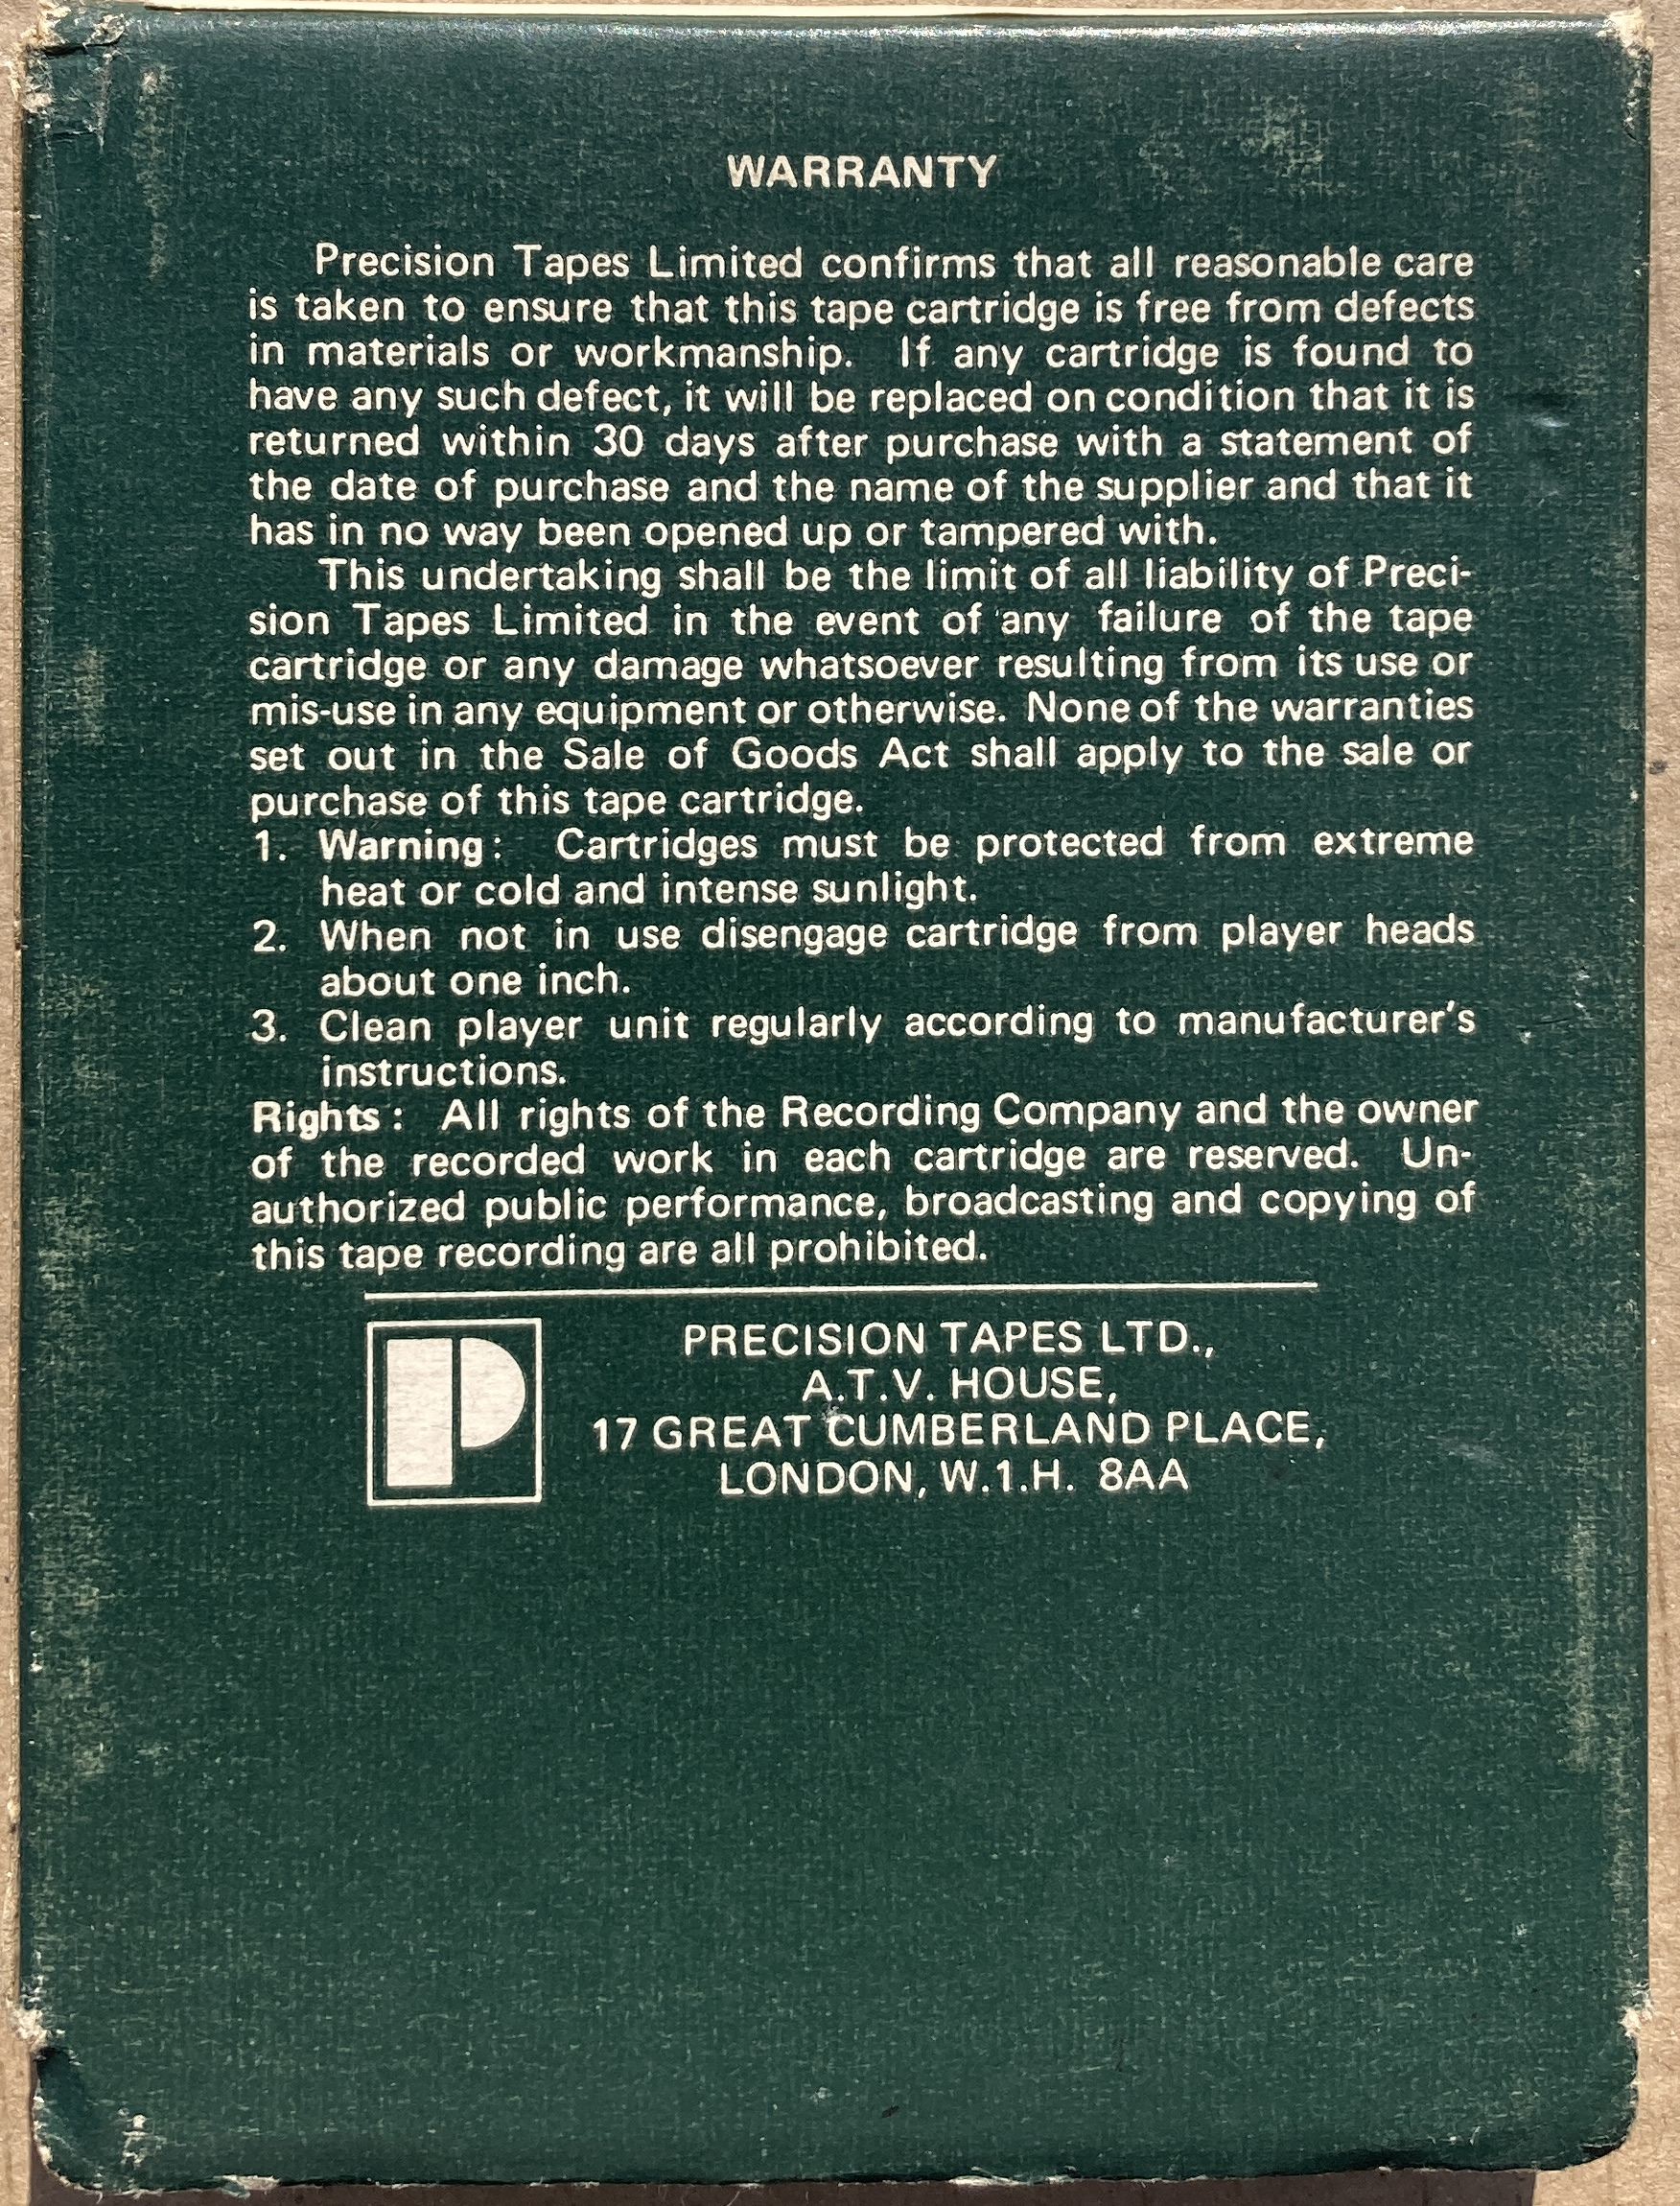 WARRANTY
Precision Tapes Limited confirms that all reasonable care
is taken to ensure that this tape cartridge is free from defects
in materials or workmanship. If any cartridge is found to
have any such defect, it will be replaced on condition that it is
returned within 30 days after purchase with a statement of
the date of purchase and the name of the supplier and that it
has in no way been opened up or tampered with.
This undertaking shall be the limit of all liability of Preci-
sion Tapes Limited in the event of any failure of the tape
cartridge or any damage whatsoever resulting from its use or
mis-use in any equipment or otherwise. None of the warranties
set out in the Sale of Goods Act shall apply to the sale or
purchase of this tape cartridge.
1. Warning: Cartridges must be protected from extreme
heat or cold and intense sunlight.
2. When not in use disengage cartridge from player heads
about one inch.
3. Clean player unit regularly according to manufacturer's
instructions.
Rights: All rights of the Recording Company and the owner
of the recorded work in each cartridge are reserved. Un-
authorized public performance, broadcasting and copying of
this tape recording are all prohibited.
P
PRECISION TAPES LTD.,
A.T.V. HOUSE,
17 GREAT CUMBERLAND PLACE,
LONDON, W.1.H. 8AA